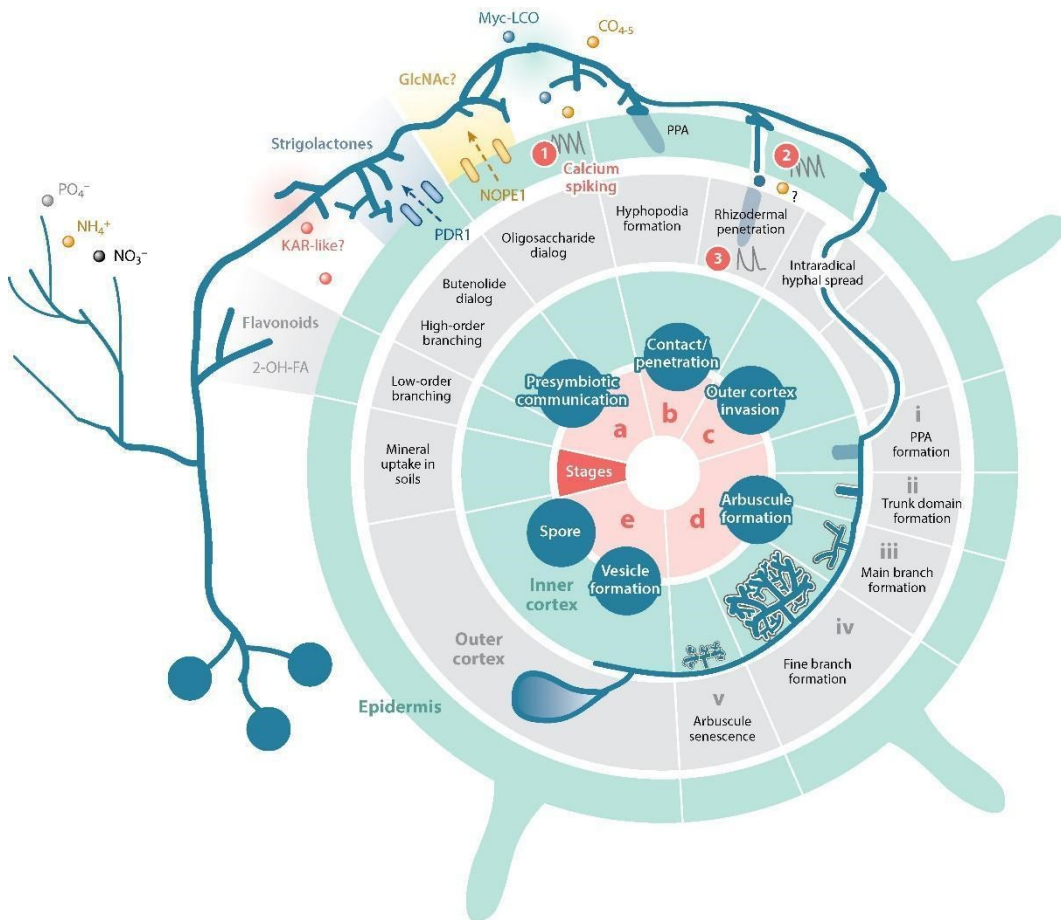 Myc-LCO
CO₄₋₅
GlcNAc?
Strigolactones
PPA
1
2
Calcium
spiking
NOPE1
?
PO₄⁻
NH₄⁺
NO₃⁻
KAR-like?
PDR1
Hyphopodia
formation
Rhizodermal
penetration
3
Oligosaccharide
dialog
Intraradical
hyphal spread
Butenolide
dialog
High-order
branching
Flavonoids
2-OH-FA
Low-order
branching
Contact/
penetration
Presymbiotic
communication
Outer cortex
invasion
a
b
c
i
PPA
formation
Mineral
uptake in
soils
Stages
Arbuscule
formation
ii
Trunk domain
formation
e
d
Spore
iii
Main branch
formation
Vesicle
formation
Inner
cortex
iv
Fine branch
formation
Outer
cortex
Epidermis
v
Arbuscule
senescence